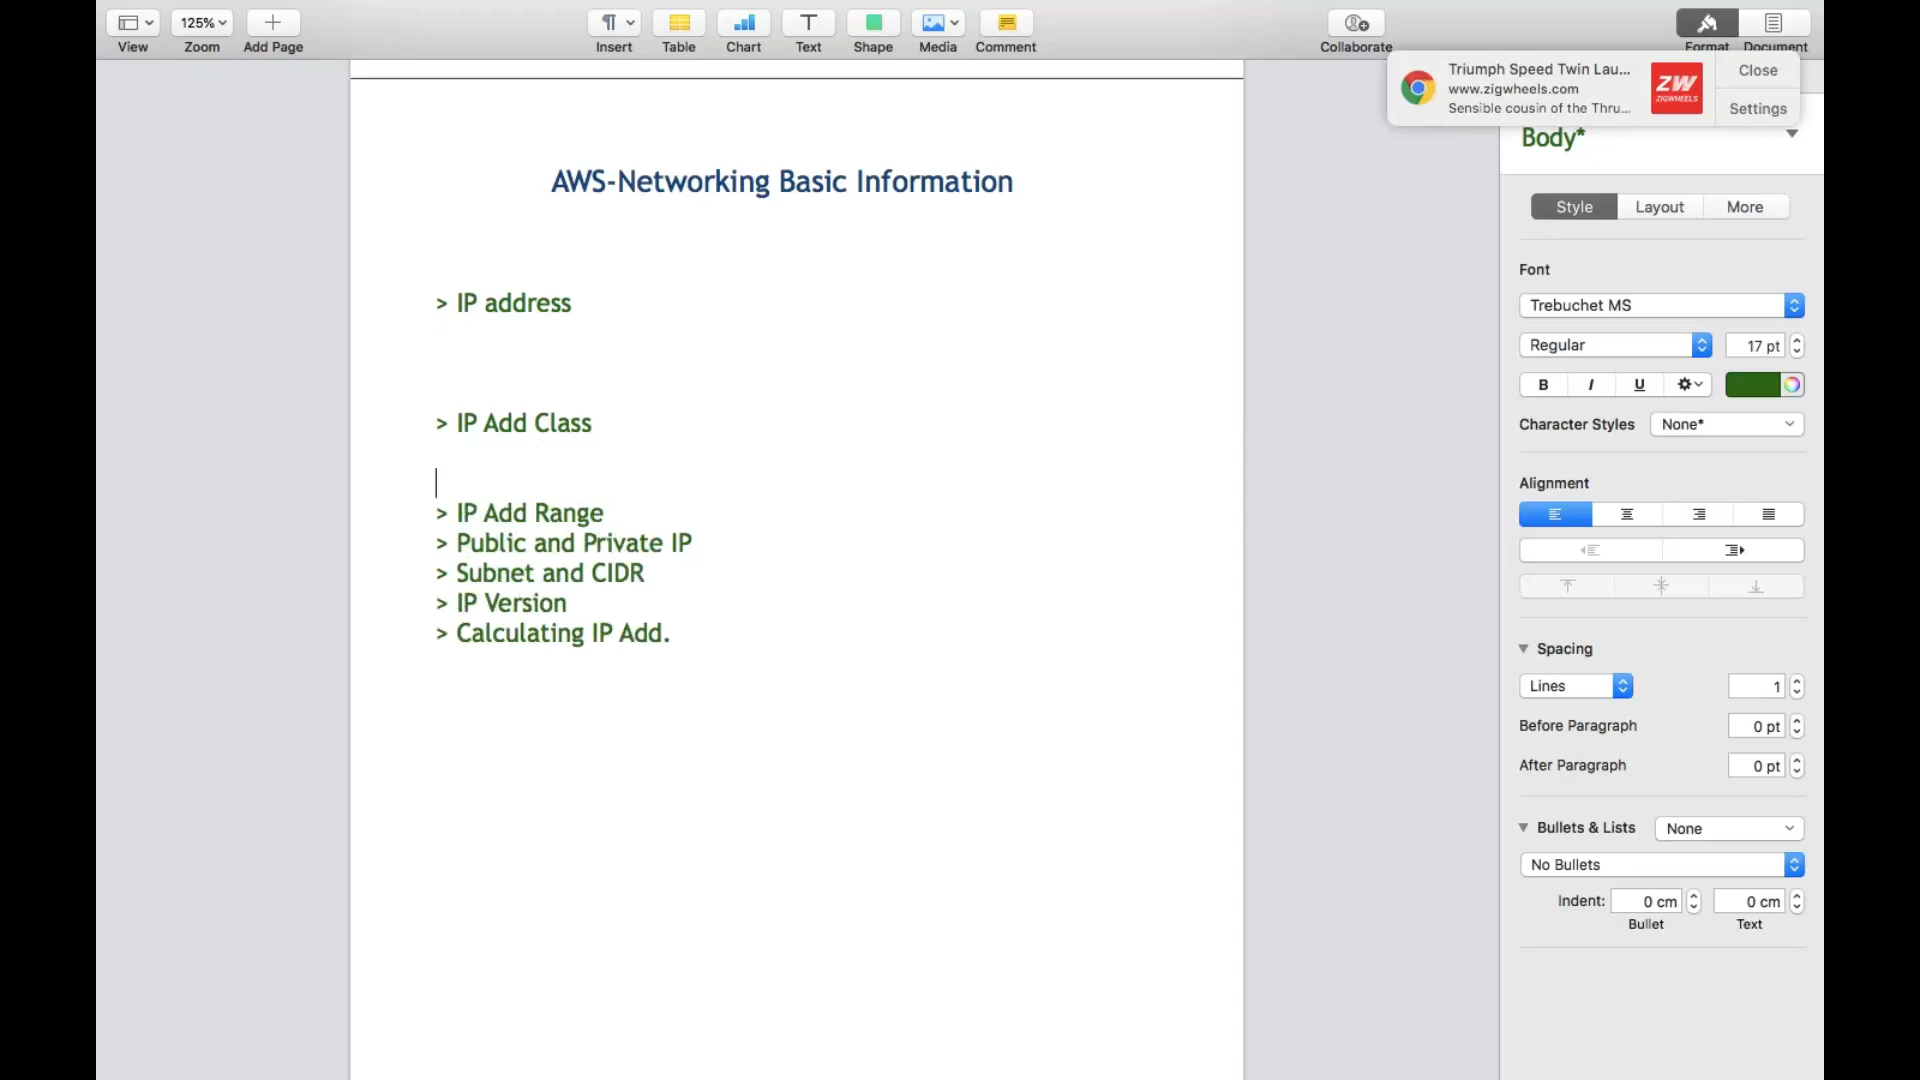 125%
View
Zoom
Add Page
Insert
Table
Chart
Text
Shape
Media
Comment
Collaborate
Format
Document
Triumph Speed Twin Lau...
www.zigwheels.com
Sensible cousin of the Thru...
ZW
ZIGWHEELS
Close
Settings
AWS-Networking Basic Information
> IP address
> IP Add Class
> IP Add Range
> Public and Private IP
> Subnet and CIDR
> IP Version
> Calculating IP Add.
Body*
Style
Layout
More
Font
Trebuchet MS
Regular
17 pt
B
I
U
Character Styles
None*
Alignment
Spacing
Lines
1
Before Paragraph
0 pt
After Paragraph
0 pt
Bullets & Lists
None
No Bullets
Indent:
0 cm
0 cm
Bullet
Text